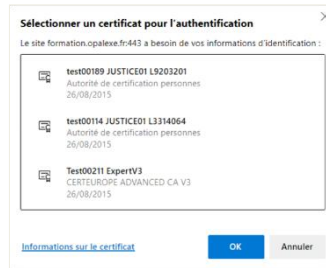 Sélectionner un certificat pour l'authentification
Le site formation.opalexe.fr:443 a besoin de vos informations d'identification :
test00189 JUSTICE01 L9203201
Autorité de certification personnes
26/08/2015
test00114 JUSTICE01 L3314064
Autorité de certification personnes
26/08/2015
Test00211 ExpertV3
CERTEUROPE ADVANCED CA V3
26/08/2015
Informations sur le certificat
OK
Annuler